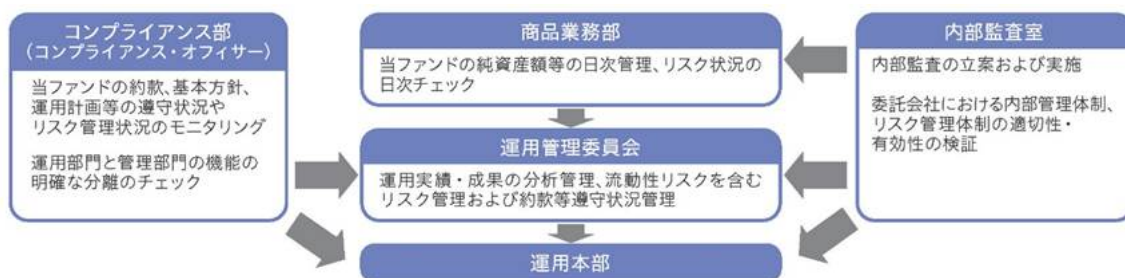 コンプライアンス部
(コンプライアンス・オフィサー)
当ファンドの約款、基本方針、
運用計画等の遵守状況や
リスク管理状況のモニタリング
運用部門と管理部門の機能の
明確な分離のチェック
商品業務部
当ファンドの純資産額等の日次管理、リスク状況の
日次チェック
運用管理委員会
運用実績・成果の分析管理、流動性リスクを含む
リスク管理および約款等遵守状況管理
運用本部
内部監査室
内部監査の立案および実施
委託会社における内部管理体制、
リスク管理体制の適切性・
有効性の検証